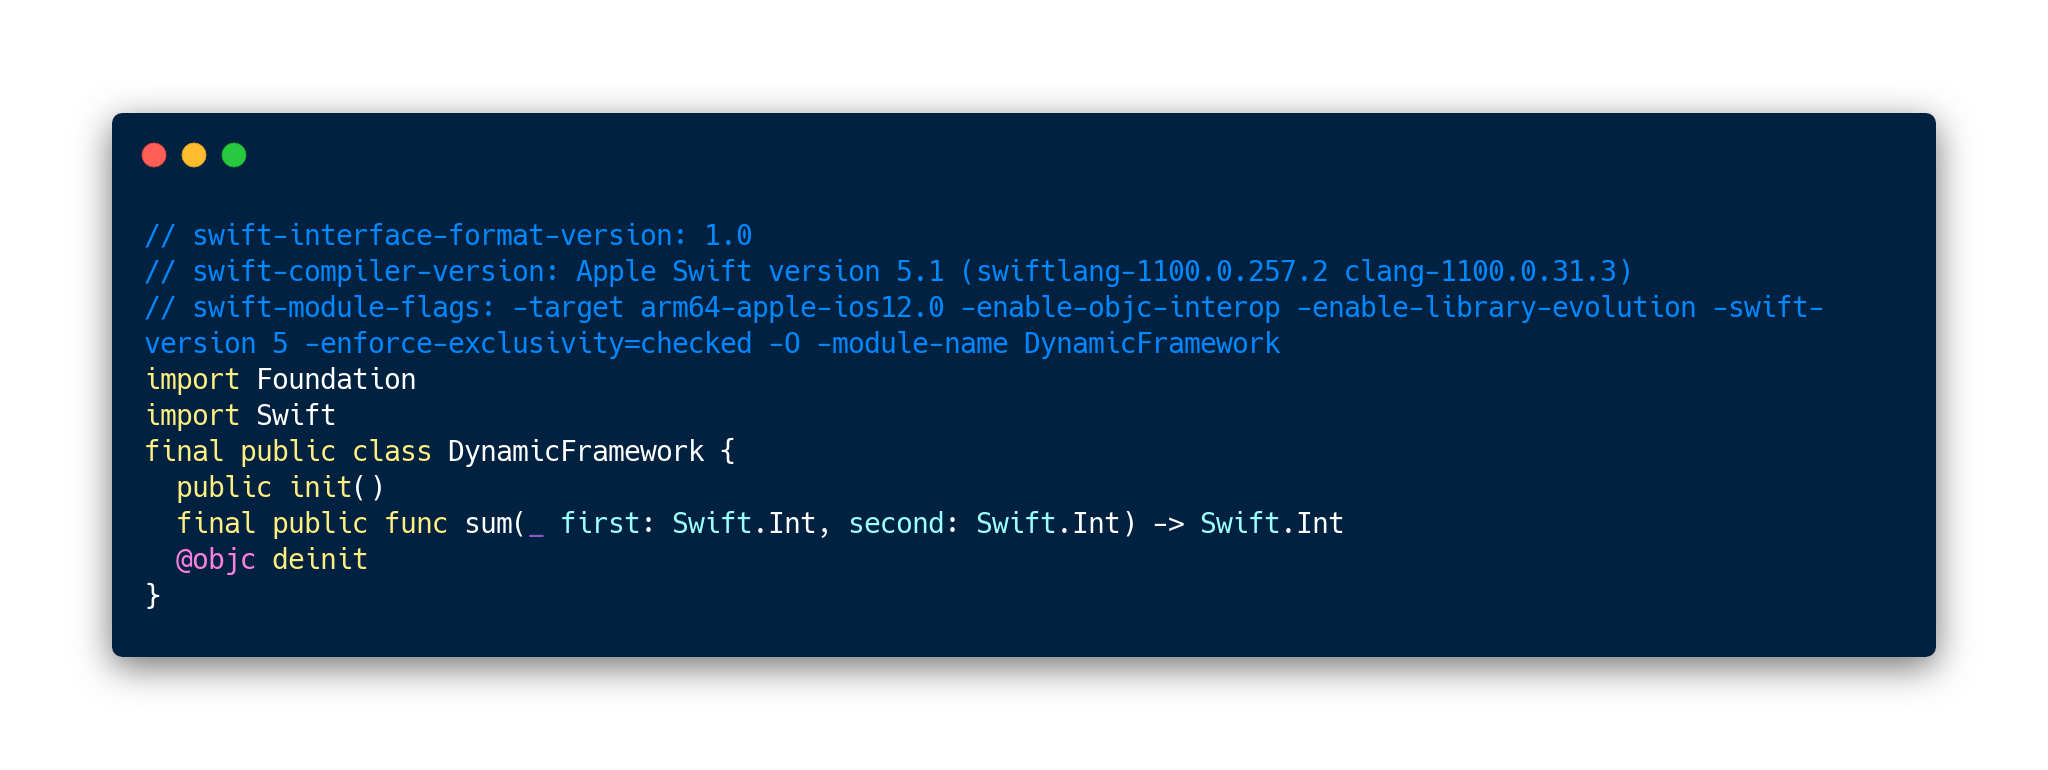 // swift-interface-format-version: 1.0
// swift-compiler-version: Apple Swift version 5.1 (swiftlang-1100.0.257.2 clang-1100.0.31.3)
// swift-module-flags: -target arm64-apple-ios12.0 -enable-objc-interop -enable-library-evolution -swift-
version 5 -enforce-exclusivity=checked -O -module-name DynamicFramework
import Foundation
import Swift
final public class DynamicFramework {
  public init()
  final public func sum(_ first: Swift.Int, second: Swift.Int) -> Swift.Int
  @objc deinit
}